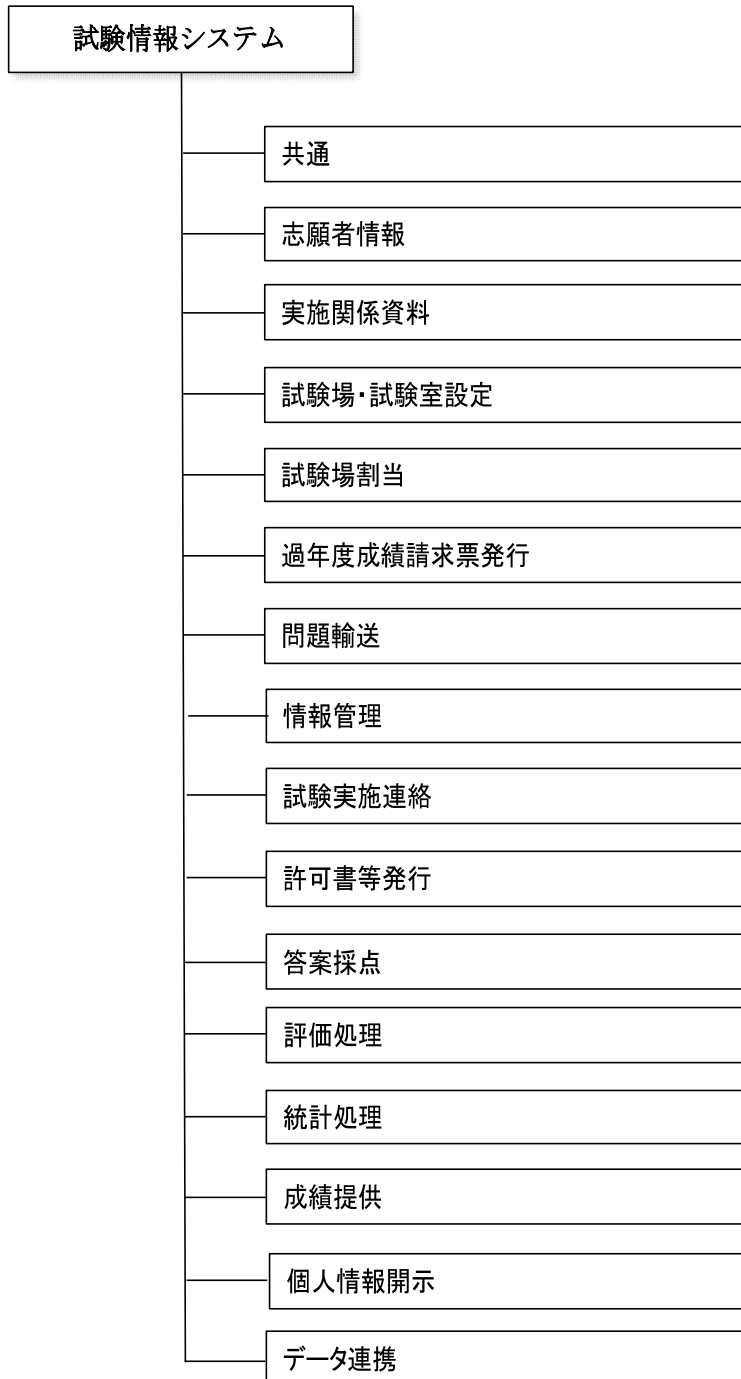 試験情報システム
共通
志願者情報
実施関係資料
試験場・試験室設定
試験場割当
過年度成績請求票発行
問題輸送
情報管理
試験実施連絡
許可書等発行
答案採点
評価処理
統計処理
成績提供
個人情報開示
データ連携